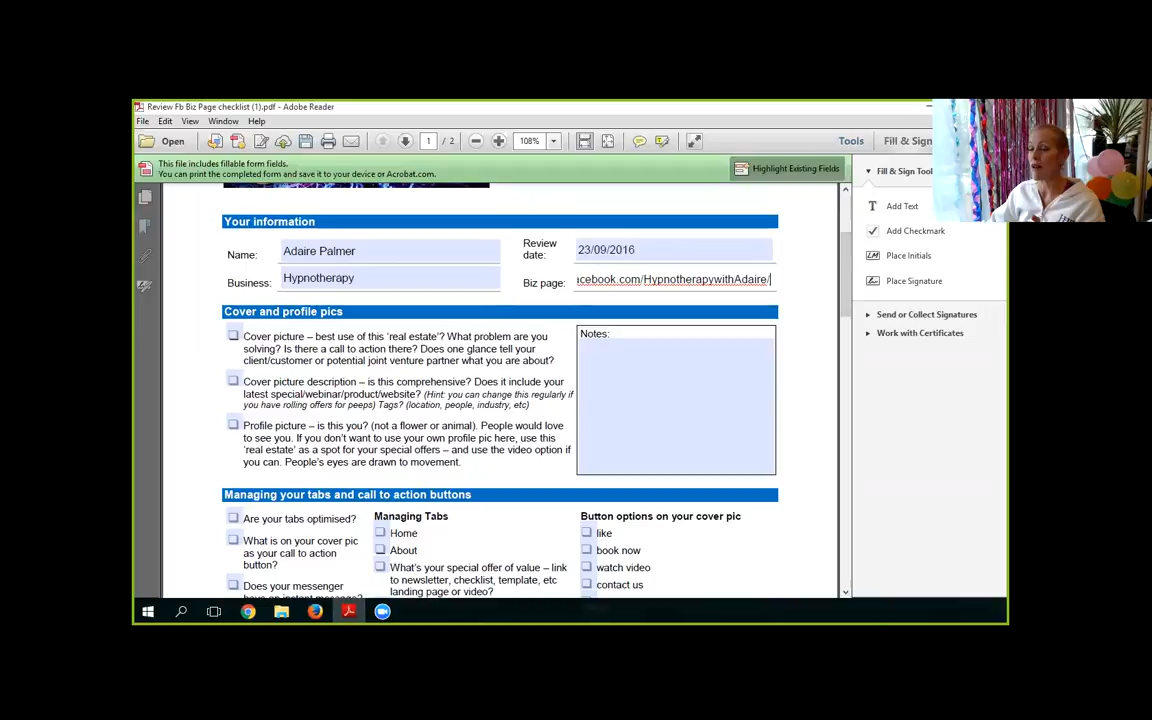 Review Fb Biz Page checklist (1).pdf - Adobe Reader
File Edit View Window Help
Open 1 / 2 108% Tools Fill & Sign
This file includes fillable form fields.
You can print the completed form and save it to your device or Acrobat.com.
Highlight Existing Fields
Fill & Sign Tool
Add Text
Add Checkmark
Place Initials
Place Signature
Send or Collect Signatures
Work with Certificates
Your information
Name: Adaire Palmer
Review date: 23/09/2016
Business: Hypnotherapy
Biz page: acebook.com/HypnotherapywithAdaire/
Cover and profile pics
Cover picture – best use of this ‘real estate’? What problem are you
solving? Is there a call to action there? Does one glance tell your
client/customer or potential joint venture partner what you are about?
Cover picture description – is this comprehensive? Does it include your
latest special/webinar/product/website? (Hint: you can change this regularly if
you have rolling offers for peeps) Tags? (location, people, industry, etc)
Profile picture – is this you? (not a flower or animal). People would love
to see you. If you don’t want to use your own profile pic here, use this
‘real estate’ as a spot for your special offers – and use the video option if
you can. People’s eyes are drawn to movement.
Notes:
Managing your tabs and call to action buttons
Are your tabs optimised?
What is on your cover pic
as your call to action
button?
Does your messenger
have an instant message?
Managing Tabs
Home
About
What’s your special offer of value – link
to newsletter, checklist, template, etc
landing page or video?
Button options on your cover pic
like
book now
watch video
contact us